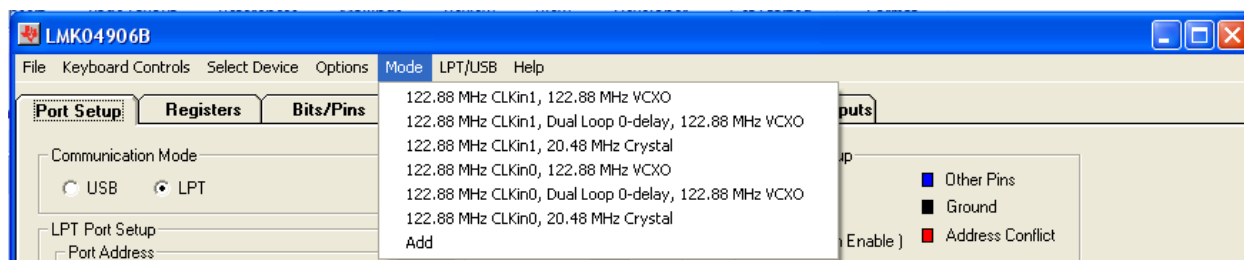 LMK04906B
File Keyboard Controls Select Device Options Mode LPT/USB Help
Port Setup Registers Bits/Pins puts
122.88 MHz CLKin1, 122.88 MHz VCXO
122.88 MHz CLKin1, Dual Loop 0-delay, 122.88 MHz VCXO
122.88 MHz CLKin1, 20.48 MHz Crystal
122.88 MHz CLKin0, 122.88 MHz VCXO
122.88 MHz CLKin0, Dual Loop 0-delay, 122.88 MHz VCXO
122.88 MHz CLKin0, 20.48 MHz Crystal
Add
Communication Mode
USB LPT
LPT Port Setup
Port Address
up
Other Pins
Ground
n Enable ) Address Conflict